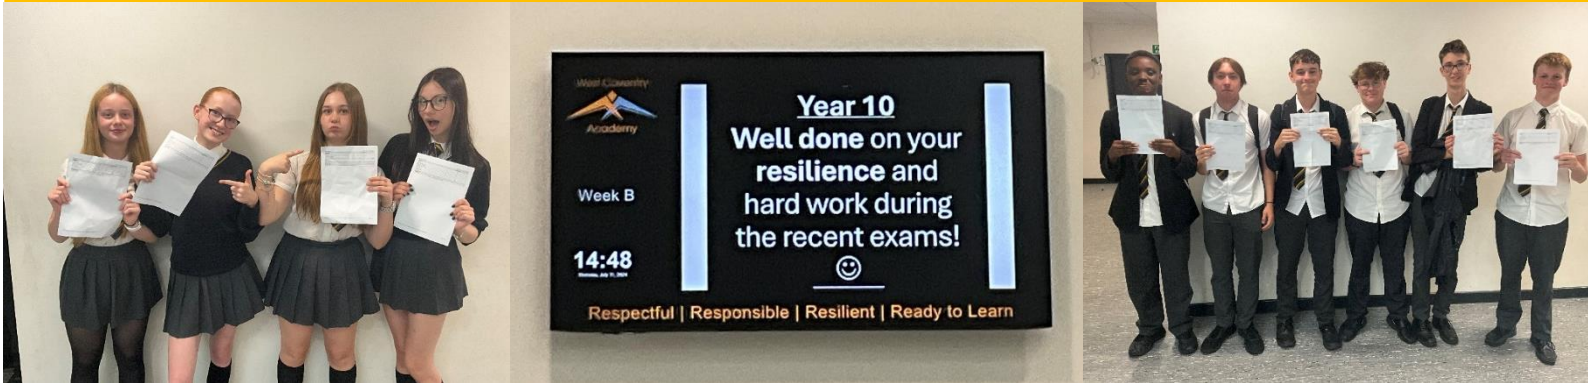 West Coventry
Academy
Week B
14:48
Year 10
Well done on your
resilience and
hard work during
the recent exams!
Respectful | Responsible | Resilient | Ready to Learn